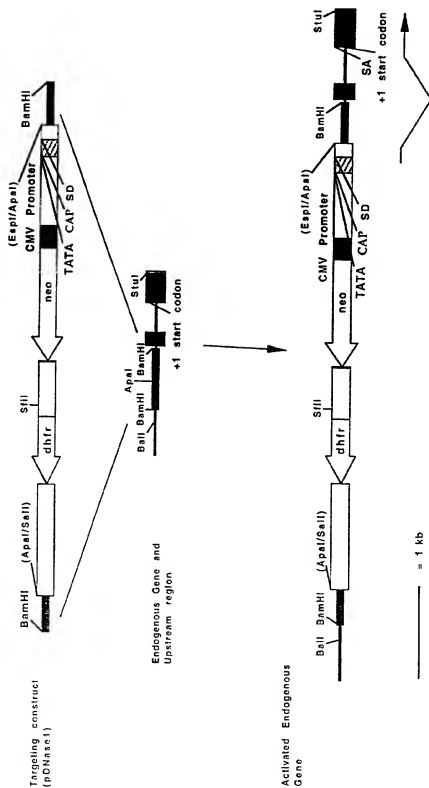 Targeting construct
(pDNase1)
BamHI
(ApaI/SalI)
dhfr
SfiI
neo
CMV Promoter
(EspI/ApaI)
BamHI
TATA
CAP
SD
Endogenous Gene and
Upstream region
BalI
BamHI
ApaI
BamHI
+1
start codon
StuI
Activated Endogenous
Gene
BalI
BamHI
(ApaI/SalI)
dhfr
SfiI
neo
CMV Promoter
(EspI/ApaI)
BamHI
TATA
CAP
SD
+1
start codon
SA
StuI
= 1 kb